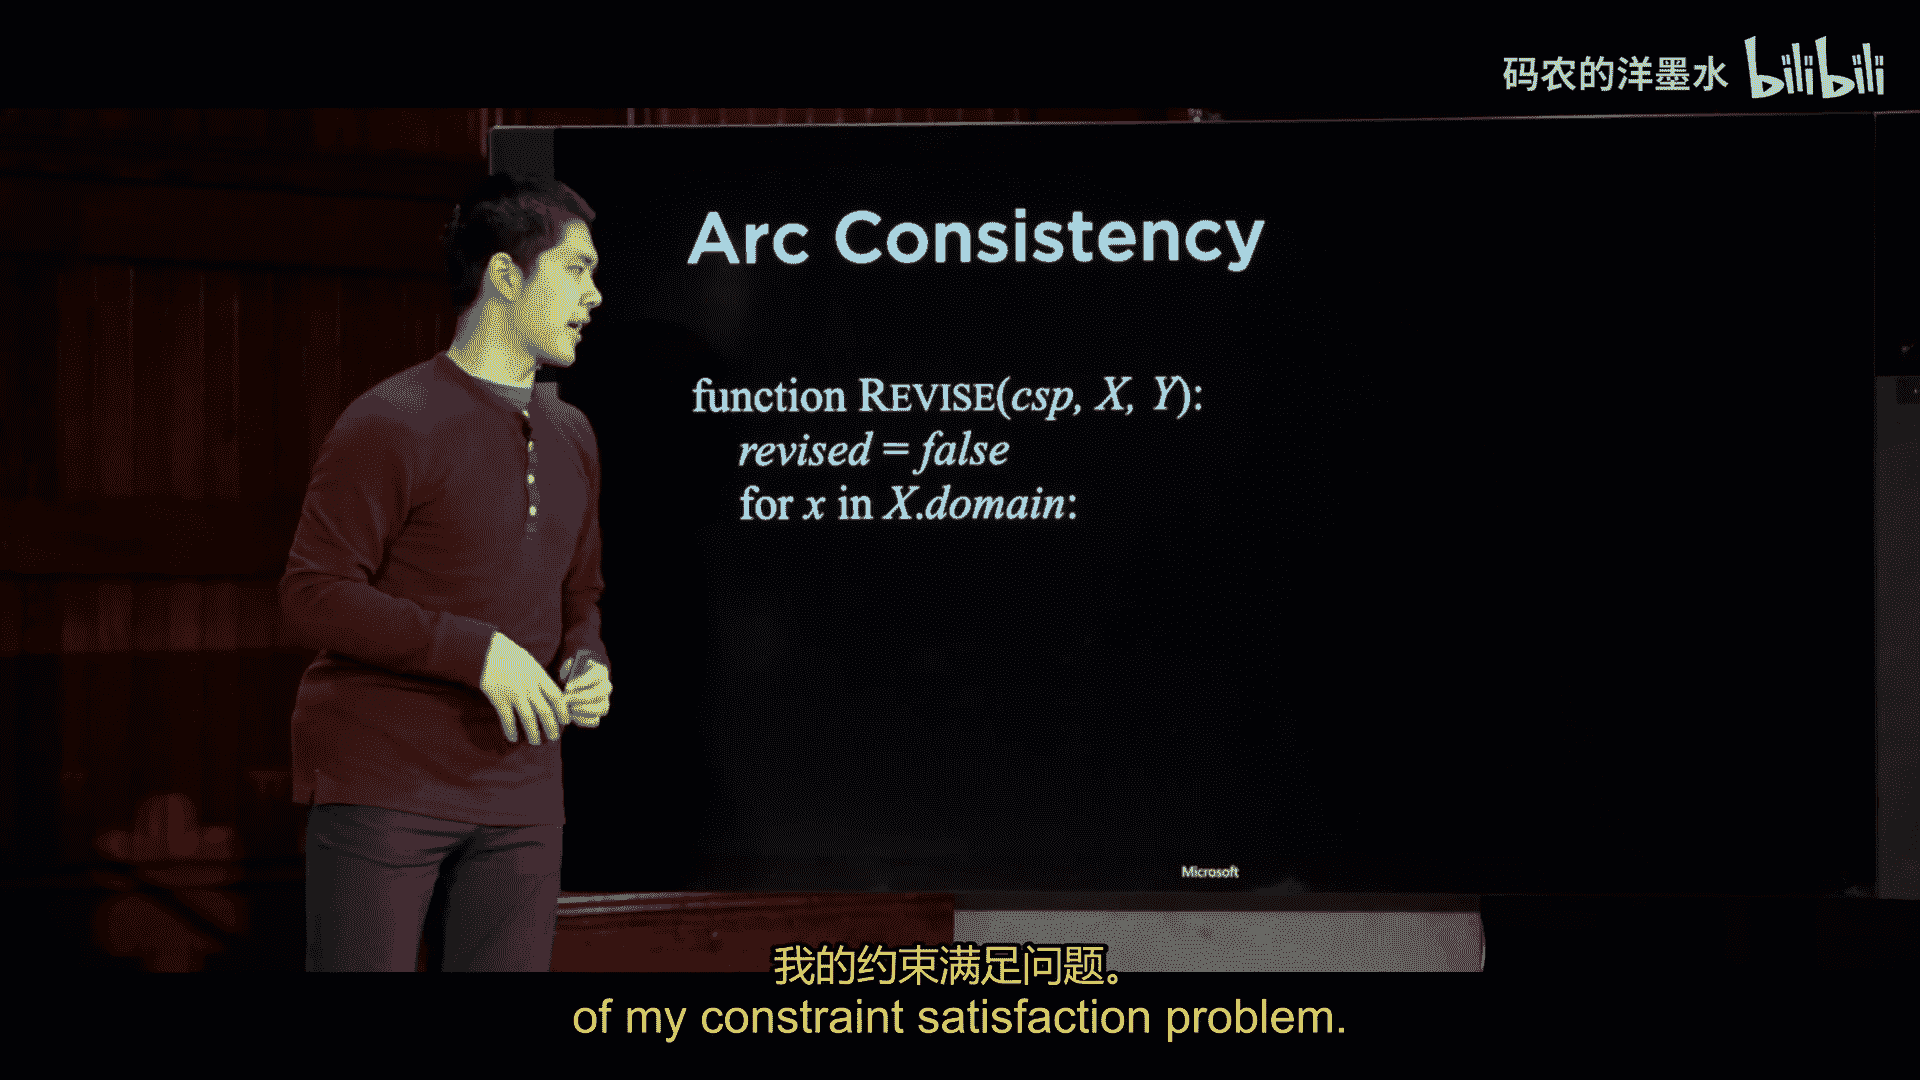 码农的洋墨水 bilibili
Arc Consistency
function REVISE(csp, X, Y):
revised = false
for x in X.domain:
Microsoft
我的约束满足问题。
of my constraint satisfaction problem.